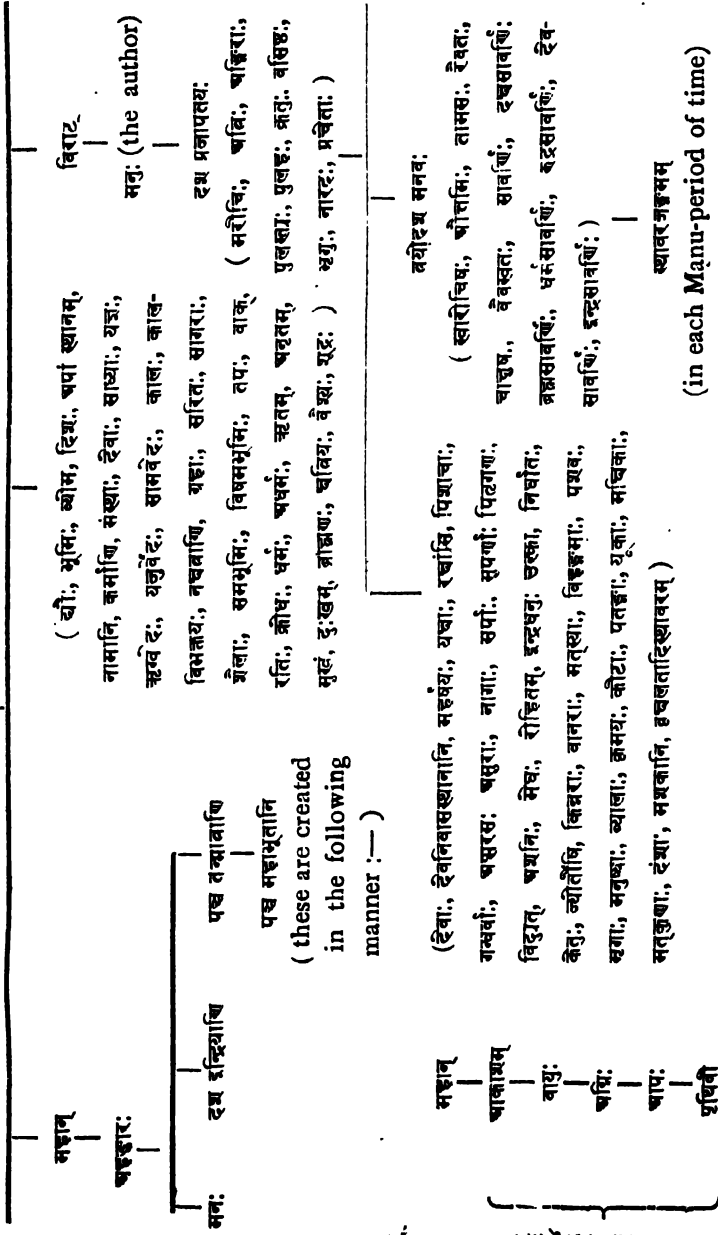 महान्
अहङ्कारः
मनः
दश इन्द्रियाणि
पञ्च तन्मात्राणि
पञ्च महाभूतानि
( these are created
in the following
manner :— )
महान्
आकाशम्
वायुः
अग्निः
आपः
पृथिवी
( द्यौः, भूमिः, व्योम, दिशः, अपां स्थानम्,
नामानि, कर्माणि, संस्थाः, देवाः, साध्याः, यज्ञः,
ऋग्वेदः, यजुर्वेदः, सामवेदः, कालः, काल-
विभक्तयः, नक्षत्राणि, ग्रहाः, सरितः, सागराः,
शैलाः, समभूमिः, विषमभूमिः, तपः, वाक्,
रतिः, क्रोधः, धर्मः, अधर्मः, ऋतम्, अनृतम्,
सुखं, दुःखम्, ब्राह्मणः, क्षत्रियः, वैश्यः, शूद्रः )
विराट्
मनुः (the author)
दश प्रजापतयः
( मरीचिः, अत्रिः, अङ्गिराः,
पुलस्त्यः, पुलहः, क्रतुः, वसिष्ठः,
भृगुः, नारदः, प्रचेताः )
(देवाः, देवनिवासस्थानानि, महर्षयः, यक्षाः, रक्षांसि, पिशाचाः,
गन्धर्वाः, अप्सरसः असुराः, नागाः, सर्पाः, सुपर्णाः पितृगणः,
विद्युत्, अशनिः, मेघः, रोहितम्, इन्द्रधनुः उल्का, निर्घातः,
केतुः, ज्योतींषि, किन्नराः, वानराः, मत्स्याः, विहङ्गमाः, पशवः,
मृगाः, मनुष्याः, व्यालाः, क्रमयः, कीटाः, पतङ्गाः, यूकाः, मक्षिकाः,
मत्कुणाः, दंशाः, मशकानि, वृक्षलतादिस्थावरम् )
त्रयोदश मनवः
( स्वारोचिषः, औत्तमिः, तामसः, रैवतः,
चाक्षुषः, वैवस्वतः, सावर्णिः, दक्षसावर्णिः
ब्रह्मसावर्णिः, धर्मसावर्णिः, रुद्रसावर्णिः, देव-
सावर्णिः, इन्द्रसावर्णिः )
स्थावरजङ्गमम्
(in each Manu-period of time)